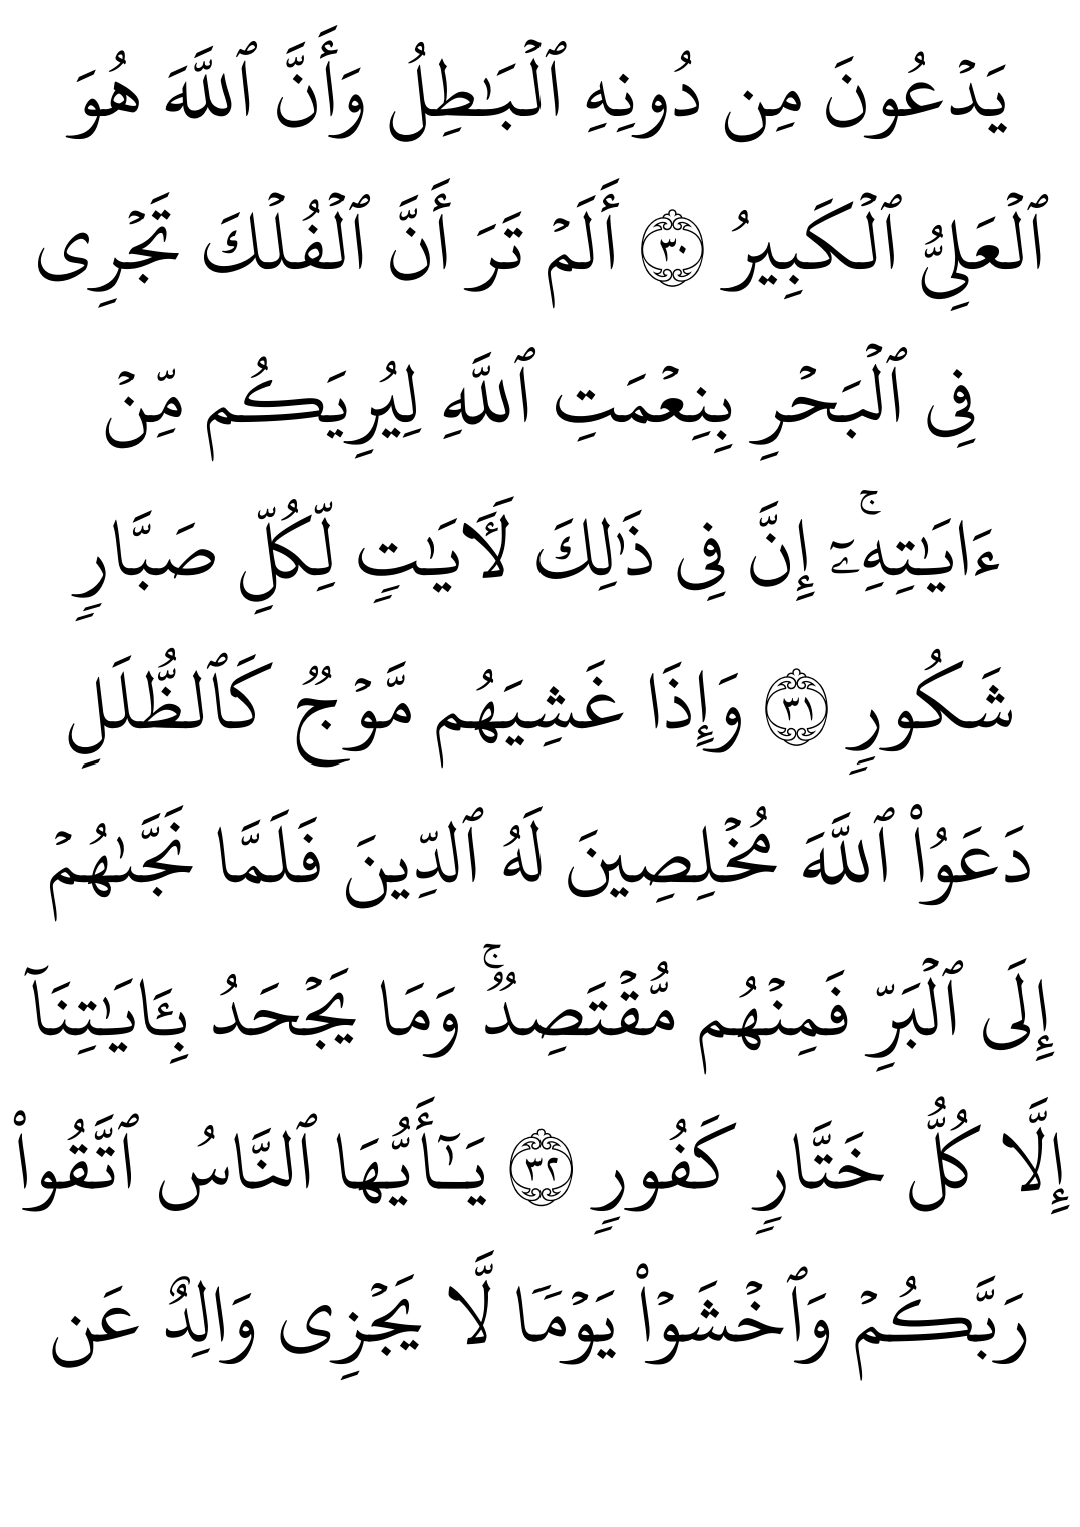 يَدۡعُونَ مِن دُونِهِ ٱلۡبَٰطِلُ وَأَنَّ ٱللَّهَ هُوَ
ٱلۡعَلِيُّ ٱلۡكَبِيرُ ٣٠ أَلَمۡ تَرَ أَنَّ ٱلۡفُلۡكَ تَجۡرِى
فِى ٱلۡبَحۡرِ بِنِعۡمَتِ ٱللَّهِ لِيُرِيَكُم مِّنۡ
ءَايَٰتِهِۦٓۚ إِنَّ فِى ذَٰلِكَ لَأٓيَٰتٖ لِّكُلِّ صَبَّارٖ
شَكُورٖ ٣١ وَإِذَا غَشِيَهُم مَّوۡجٞ كَٱلظُّلَلِ
دَعَوُاْ ٱللَّهَ مُخۡلِصِينَ لَهُ ٱلدِّينَ فَلَمَّا نَجَّىٰهُمۡ
إِلَى ٱلۡبَرِّ فَمِنۡهُم مُّقۡتَصِدٞۚ وَمَا يَجۡحَدُ بِـَٔايَٰتِنَآ
إِلَّا كُلُّ خَتَّارٖ كَفُورٖ ٣٢ يَـٰٓأَيُّهَا ٱلنَّاسُ ٱتَّقُواْ
رَبَّكُمۡ وَٱخۡشَوۡاْ يَوۡمٗا لَّا يَجۡزِى وَالِدٌ عَن